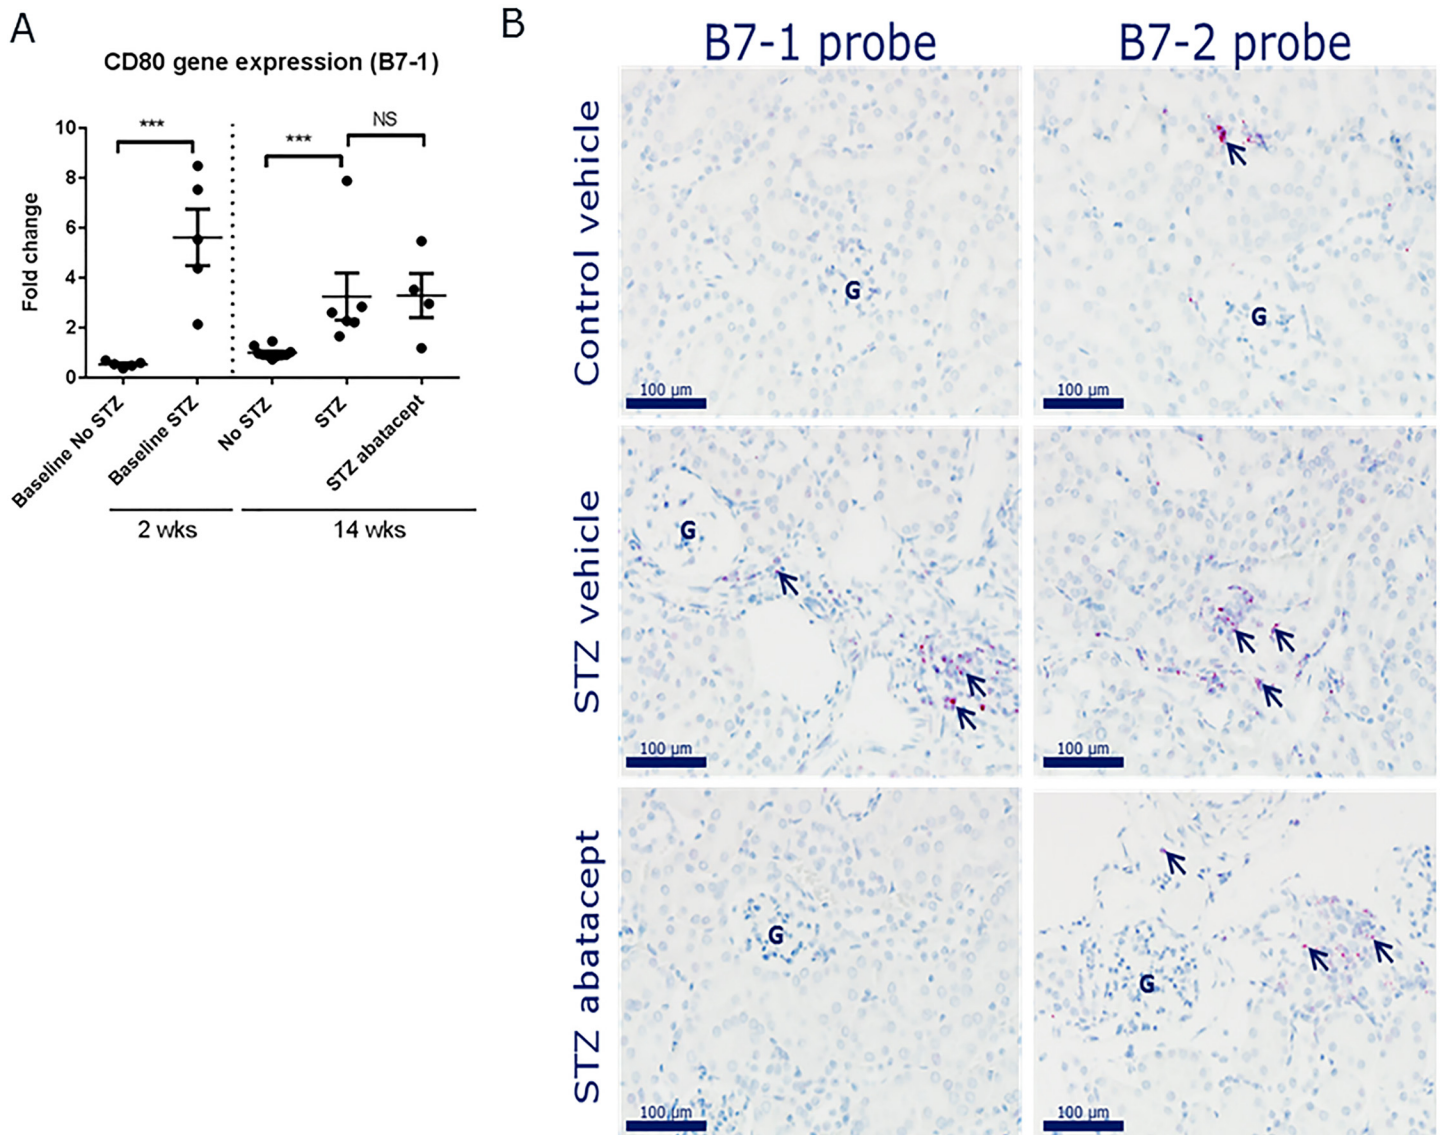 A
CD80 gene expression (B7-1)
Fold change
10
8
6
4
2
0
***
***
NS
Baseline No STZ
Baseline STZ
No STZ
STZ
STZ abatacept
2 wks
14 wks
B
B7-1 probe
B7-2 probe
Control vehicle
G
100 µm
G
100 µm
STZ vehicle
G
100 µm
100 µm
STZ abatacept
G
100 µm
G
100 µm